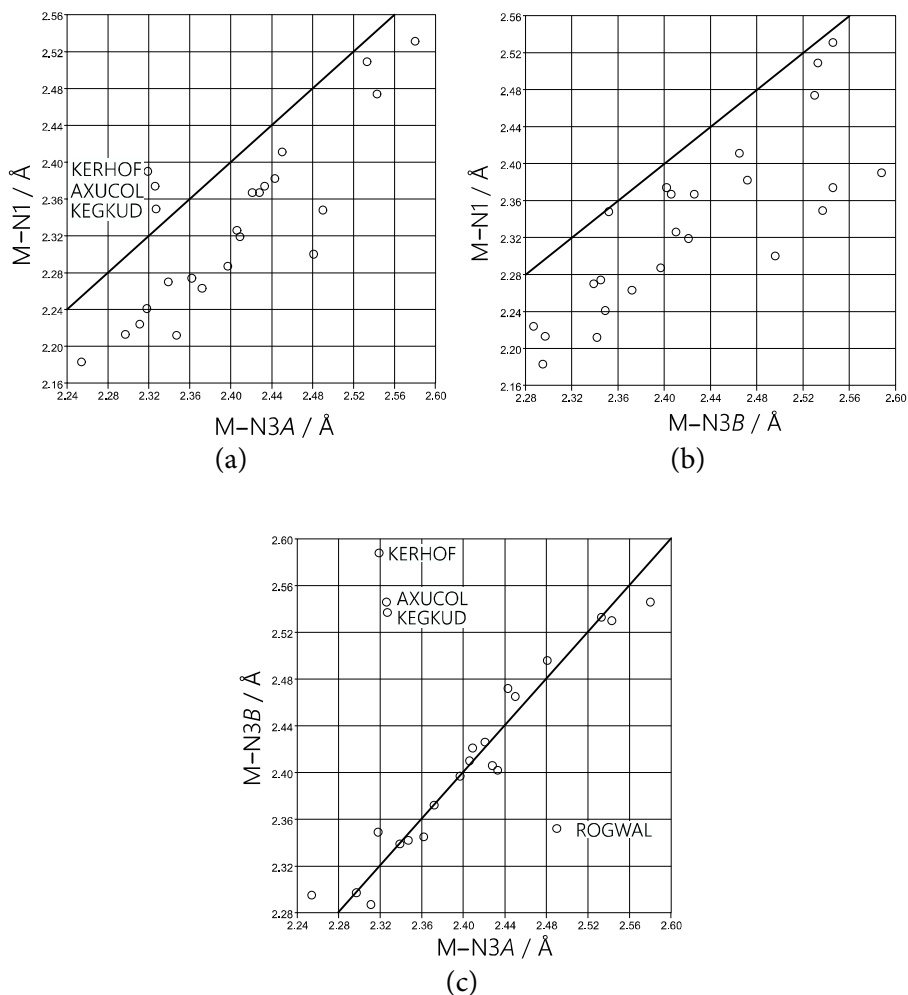 2.56
2.52
2.48
2.44
2.40
2.36
2.32
2.28
2.24
2.20
2.16
M–N1 / Å
KERHOF
AXUCOL
KEGKUD
2.24 2.28 2.32 2.36 2.40 2.44 2.48 2.52 2.56 2.60
M–N3A / Å
(a)
2.56
2.52
2.48
2.44
2.40
2.36
2.32
2.28
2.24
2.20
2.16
M–N1 / Å
2.28 2.32 2.36 2.40 2.44 2.48 2.52 2.56 2.60
M–N3B / Å
(b)
2.60
2.56
2.52
2.48
2.44
2.40
2.36
2.32
2.28
M–N3B / Å
KERHOF
AXUCOL
KEGKUD
ROGWAL
2.24 2.28 2.32 2.36 2.40 2.44 2.48 2.52 2.56 2.60
M–N3A / Å
(c)